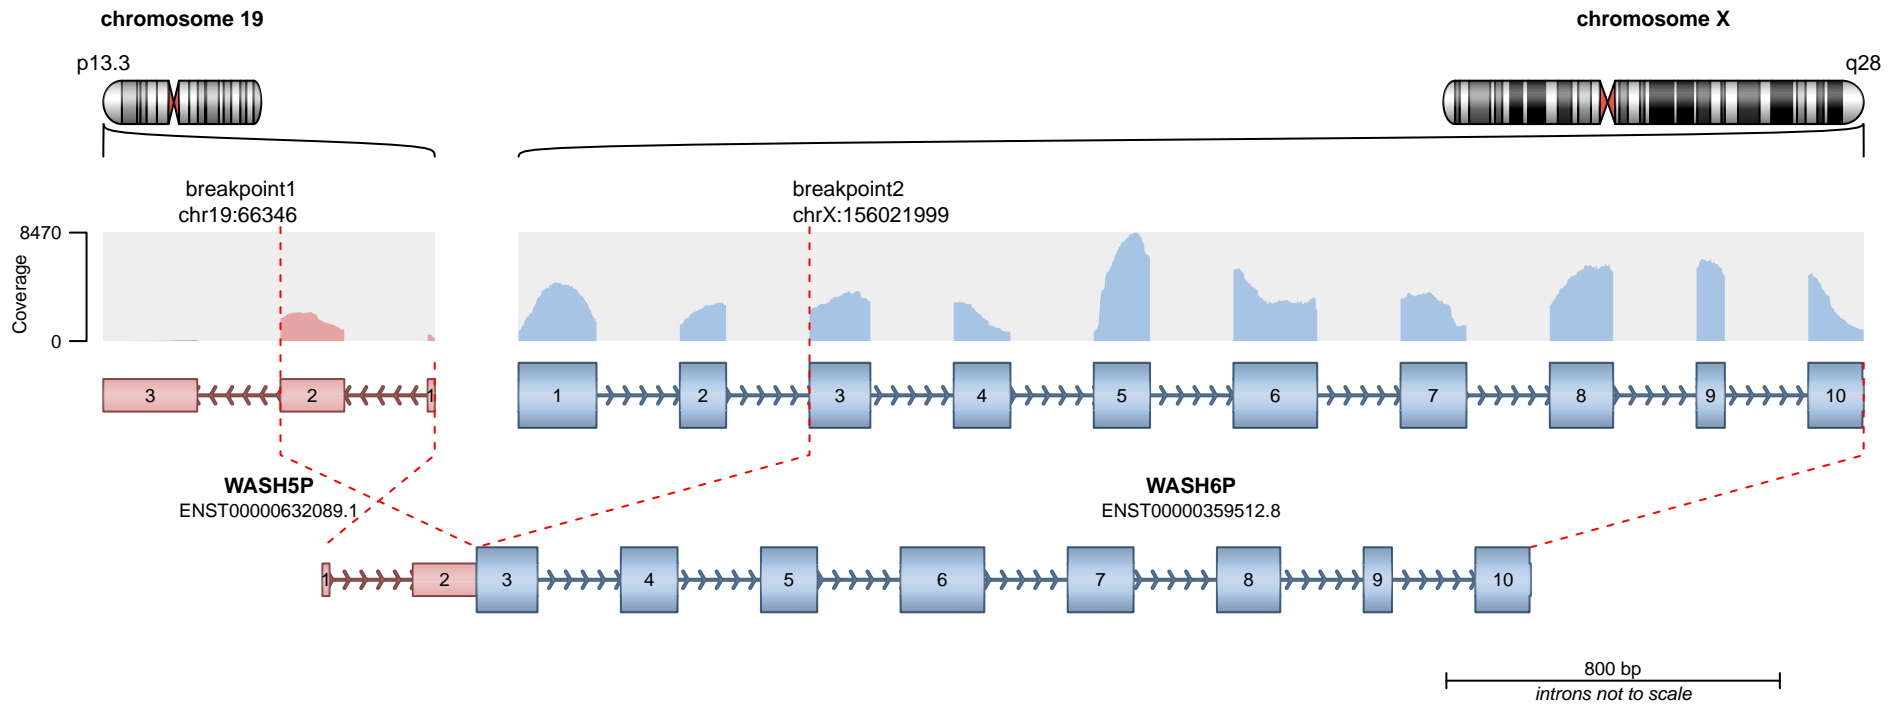 chromosome 19
chromosome X
p13.3
q28
breakpoint1
chr19:66346
breakpoint2
chrX:156021999
8470
Coverage
0
3 2 1
1 2 3 4 5 6 7 8 9 10
WASH5P
ENST00000632089.1
WASH6P
ENST00000359512.8
1 2 3 4 5 6 7 8 9 10
800 bp
introns not to scale